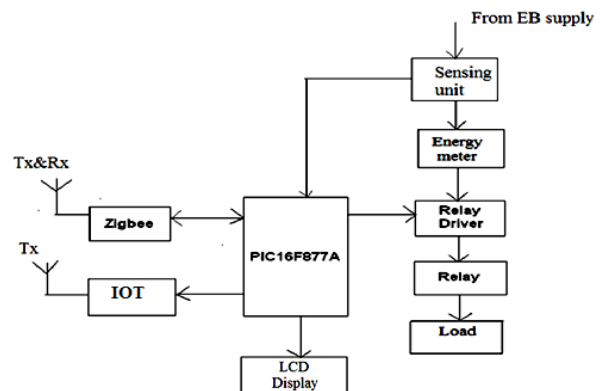 From EB supply
Sensing
unit
Energy
meter
Tx&Rx
Zigbee
PIC16F877A
Relay
Driver
Tx
IOT
Relay
Load
LCD
Display